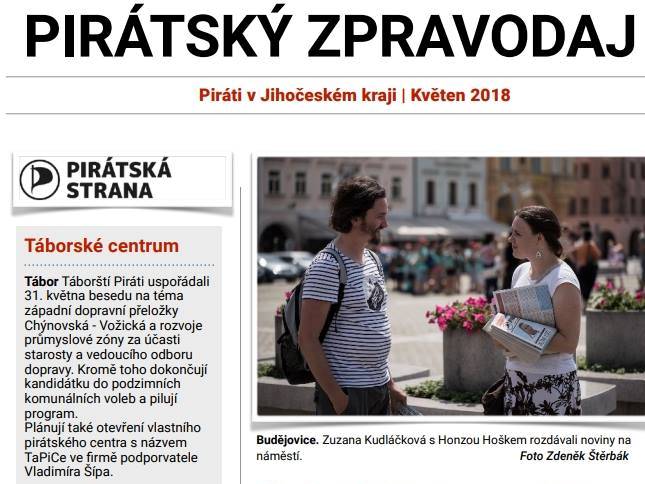 PIRÁTSKÝ ZPRAVODAJ
Piráti v Jihočeském kraji | Květen 2018
PIRÁTSKÁ
STRANA
Táborské centrum
Tábor Táborští Piráti uspořádali
31. května besedu na téma
západní dopravní přeložky
Chýnovská - Vožická a rozvoje
průmyslové zóny za účasti
starosty a vedoucího odboru
dopravy. Kromě toho dokončují
kandidátku do podzimních
komunálních voleb a pilují
program.
Plánují také otevření vlastního
pirátského centra s názvem
TaPiCe ve firmě podporvatele
Vladimíra Šípa.
Budějovice. Zuzana Kudláčková s Honzou Hoškem rozdávali noviny na
náměstí.
Foto Zdeněk Štěrbák